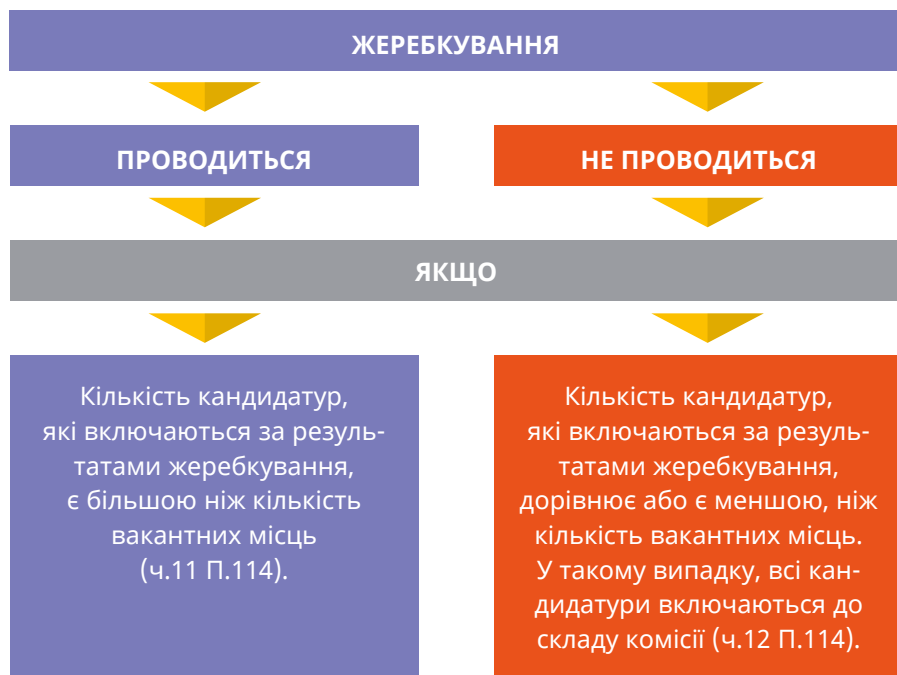 ЖЕРЕБКУВАННЯ
ПРОВОДИТЬСЯ
НЕ ПРОВОДИТЬСЯ
ЯКЩО
Кількість кандидатур,
які включаються за резуль-
татами жеребкування,
є більшою ніж кількість
вакантних місць
(ч.11 П.114).
Кількість кандидатур,
які включаються за резуль-
татами жеребкування,
дорівнює або є меншою, ніж
кількість вакантних місць.
У такому випадку, всі кан-
дидатури включаються до
складу комісії (ч.12 П.114).